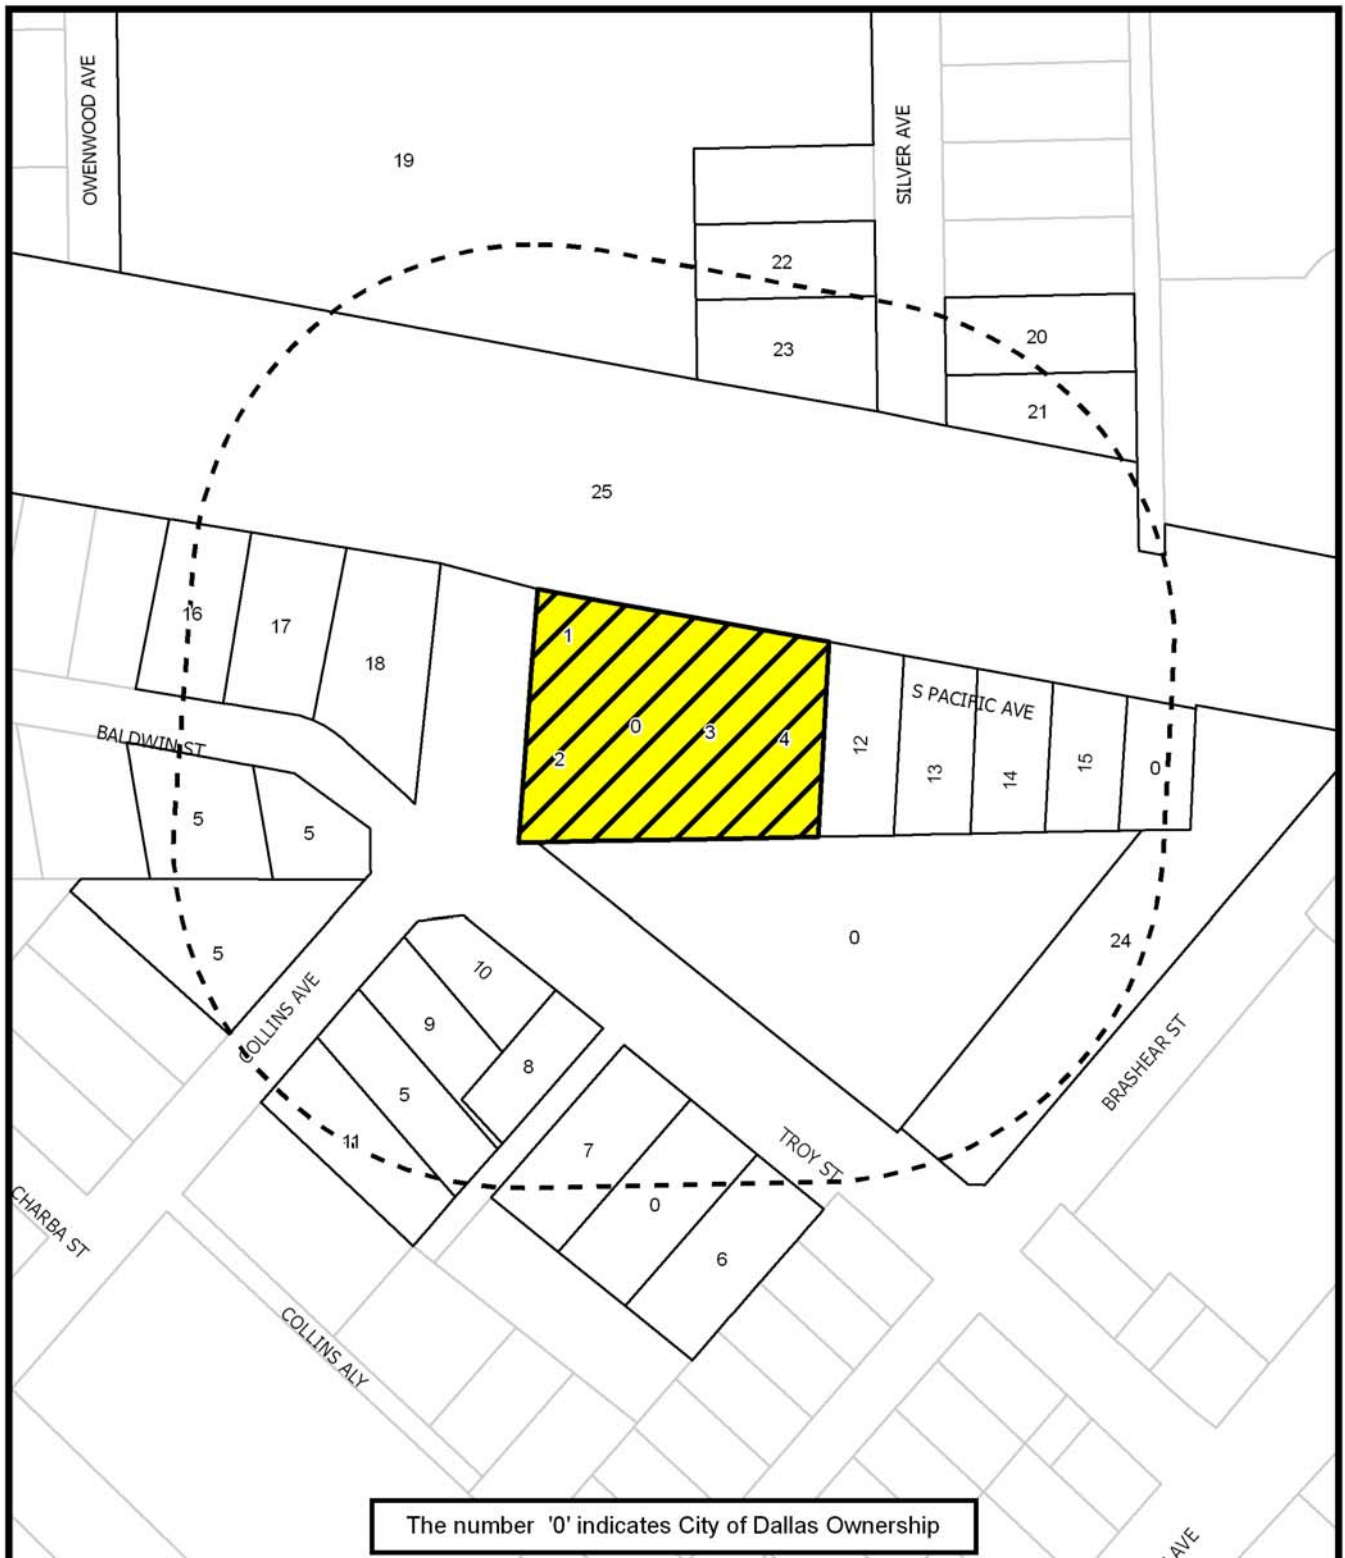 OWENWOOD AVE
SILVER AVE
19
22
23
20
21
25
16
17
18
1
0
3
4
2
S PACIFIC AVE
12
13
14
15
0
BALDWIN ST
5
5
5
0
24
COLLINS AVE
10
9
8
5
11
BRASHEAR ST
7
TROY ST
0
6
CHARBA ST
COLLINS ALY
The number '0' indicates City of Dallas Ownership
AVE